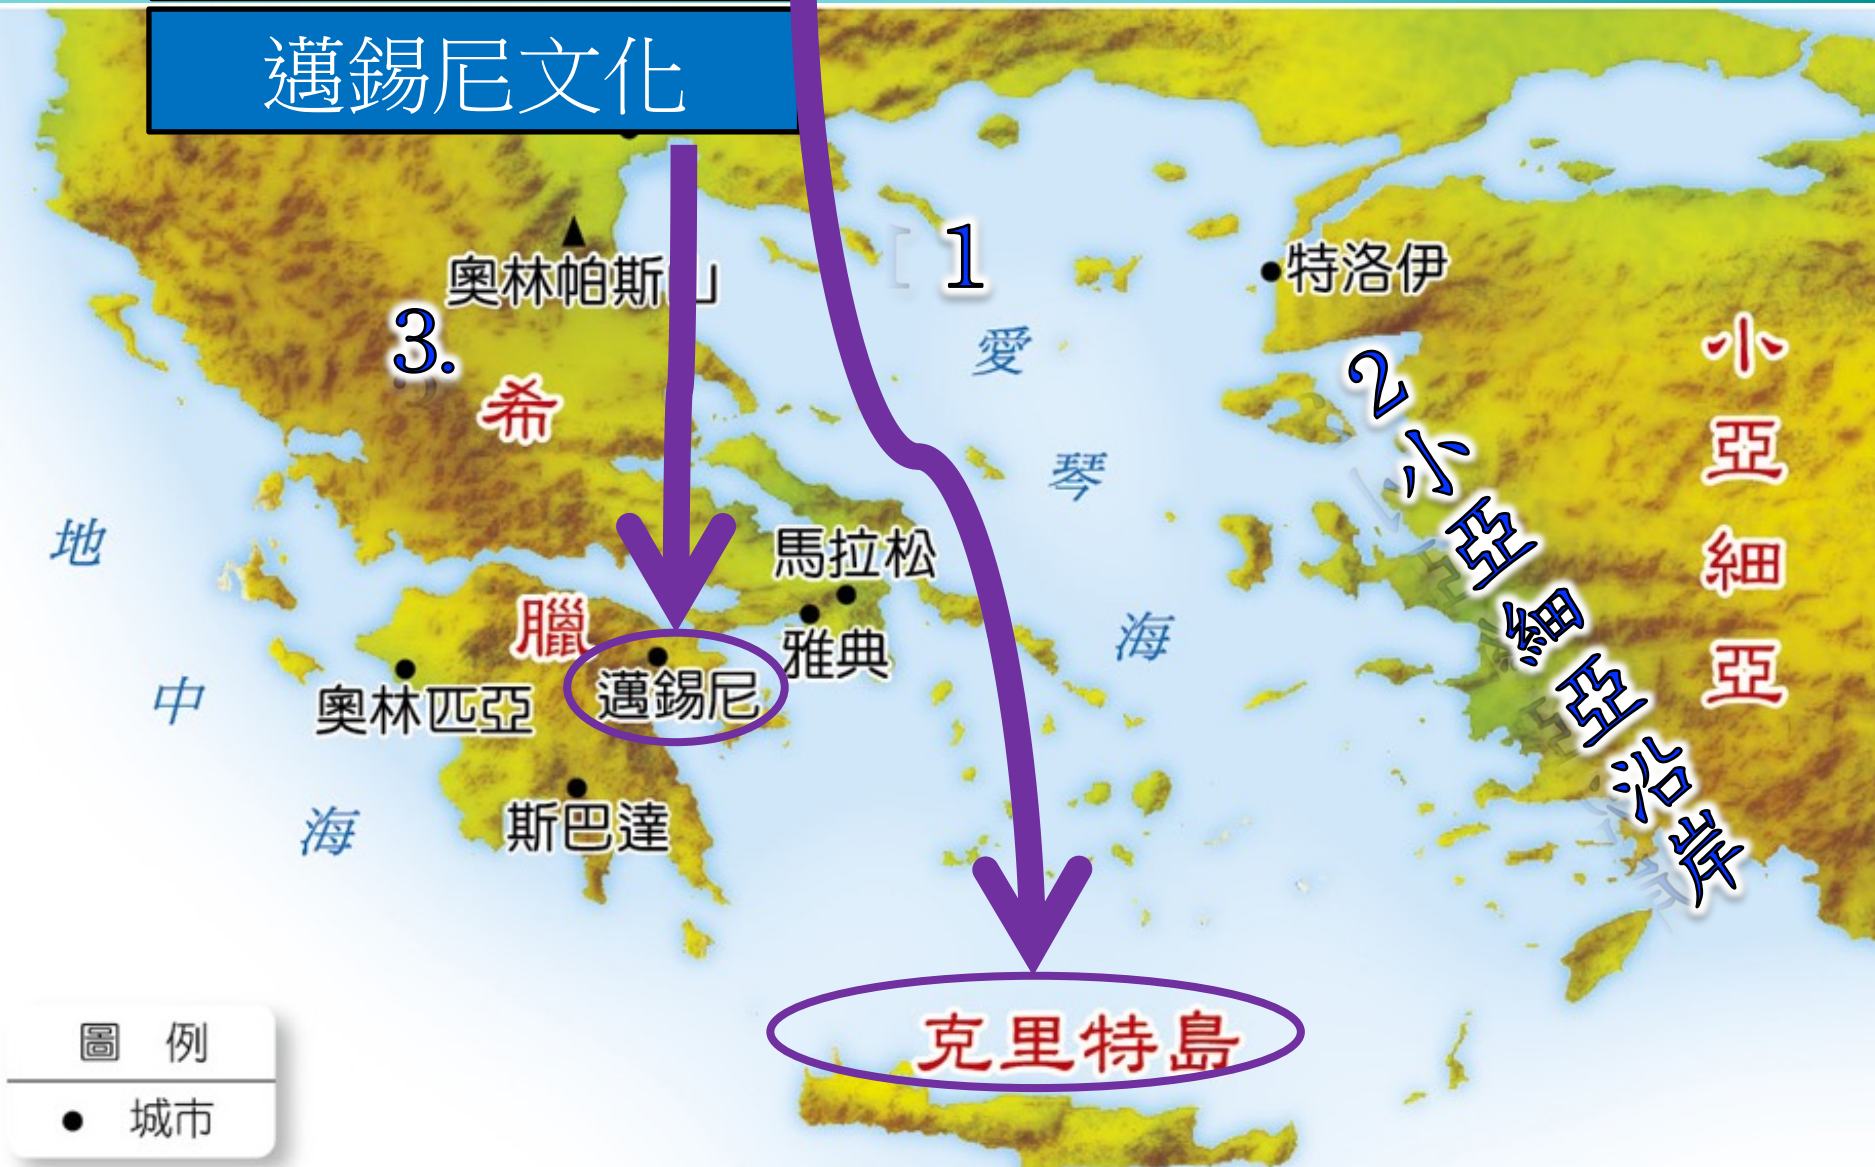 邁錫尼文化
奧林帕斯山
1
3.
特洛伊
2小亞細亞沿岸
愛琴海
小亞細亞
希臘
地中海
馬拉松
雅典
邁錫尼
奧林匹亞
斯巴達
克里特島
圖例
城市